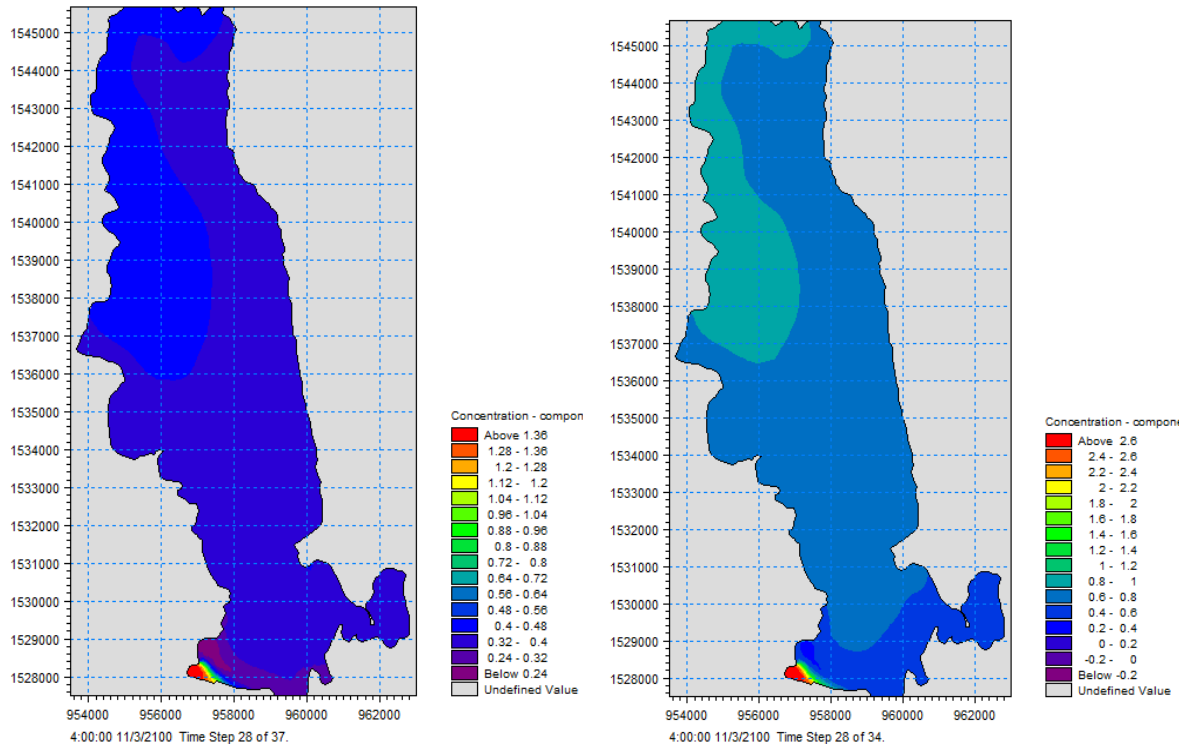 1545000
1544000
1543000
1542000
1541000
1540000
1539000
1538000
1537000
1536000
1535000
1534000
1533000
1532000
1531000
1530000
1529000
1528000
954000 956000 958000 960000 962000
4:00:00 11/3/2100 Time Step 28 of 37.
Concentration - compon
Above 1.36
1.28 - 1.36
1.2 - 1.28
1.12 - 1.2
1.04 - 1.12
0.96 - 1.04
0.88 - 0.96
0.8 - 0.88
0.72 - 0.8
0.64 - 0.72
0.56 - 0.64
0.48 - 0.56
0.4 - 0.48
0.32 - 0.4
0.24 - 0.32
Below 0.24
Undefined Value
1545000
1544000
1543000
1542000
1541000
1540000
1539000
1538000
1537000
1536000
1535000
1534000
1533000
1532000
1531000
1530000
1529000
1528000
954000 956000 958000 960000 962000
4:00:00 11/3/2100 Time Step 28 of 34.
Concentration - compone
Above 2.6
2.4 - 2.6
2.2 - 2.4
2 - 2.2
1.8 - 2
1.6 - 1.8
1.4 - 1.6
1.2 - 1.4
1 - 1.2
0.8 - 1
0.6 - 0.8
0.4 - 0.6
0.2 - 0.4
0 - 0.2
-0.2 - 0
Below -0.2
Undefined Value